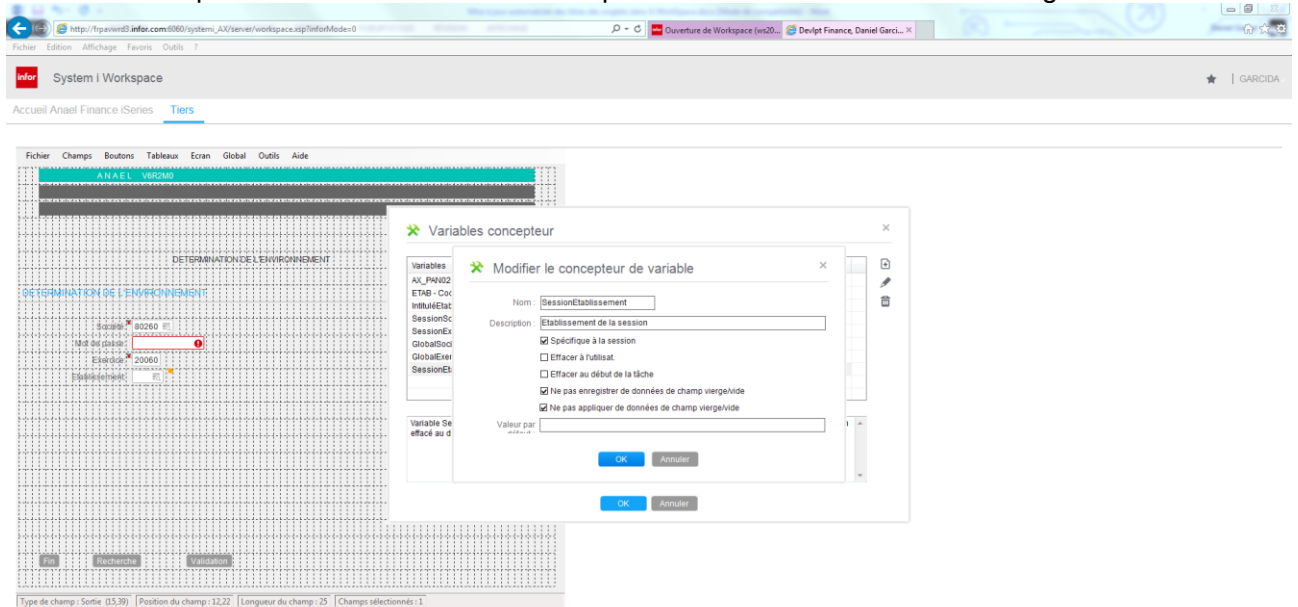 http://frpaviwrd3.infor.com:6060/systemi_AX/server/workspace.xsp?inforMode=0
Ouverture de Workspace (ws20...
Devlpt Finance, Daniel Garci...
Fichier Edition Affichage Favoris Outils ?
infor System i Workspace
GARCIDA
Accueil Anael Finance iSeries Tiers
Fichier Champs Boutons Tableaux Ecran Global Outils Aide
ANAEL V6R2M0
DETERMINATION DE L'ENVIRONNEMENT
DETERMINATION DE L'ENVIRONNEMENT
Société: 80260
Mot de passe:
Exercice: 20060
Etablissement:
Fin Recherche Validation
Type de champ : Sortie (15,39) Position du champ : 12,22 Longueur du champ : 25 Champs sélectionnés : 1
Variables concepteur
Variables
AX_PAN02
ETAB - Coc
IntituléEtab
SessionSc
SessionEx
GlobalSoci
GlobalExer
SessionEta
Variable Se
effacé au d
OK Annuler
Modifier le concepteur de variable
Nom : SessionEtablissement
Description : Etablissement de la session
Spécifique à la session
Effacer à l'utilisat.
Effacer au début de la tâche
Ne pas enregistrer de données de champ vierge/vide
Ne pas appliquer de données de champ vierge/vide
Valeur par
OK Annuler